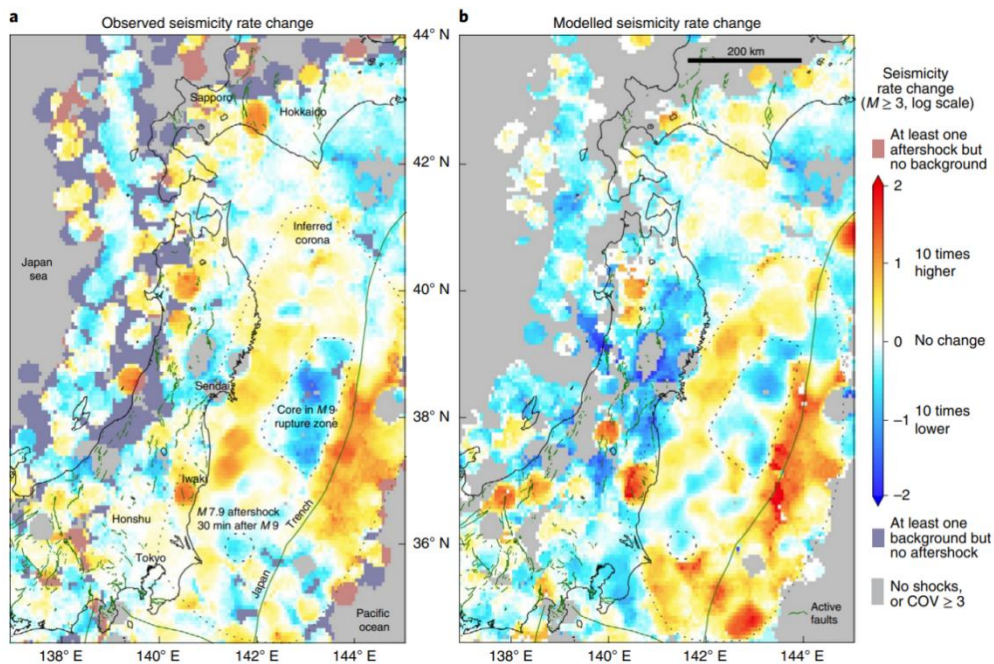 a
Observed seismicity rate change
b
Modelled seismicity rate change
44° N
42° N
40° N
38° N
36° N
Sapporo
Hokkaido
Inferred
corona
Japan
sea
Sendai
Core in M 9
rupture zone
Iwaki
M 7.9 aftershock
30 min after M 9
Honshu
Tokyo
Japan
Trench
Pacific
ocean
138° E
140° E
142° E
144° E
200 km
Active
faults
138° E
140° E
142° E
144° E
Seismicity
rate change
(M ≥ 3, log scale)
At least one
aftershock but
no background
2
1
10 times
higher
0
No change
−1
10 times
lower
−2
At least one
background but
no aftershock
No shocks,
or COV ≥ 3